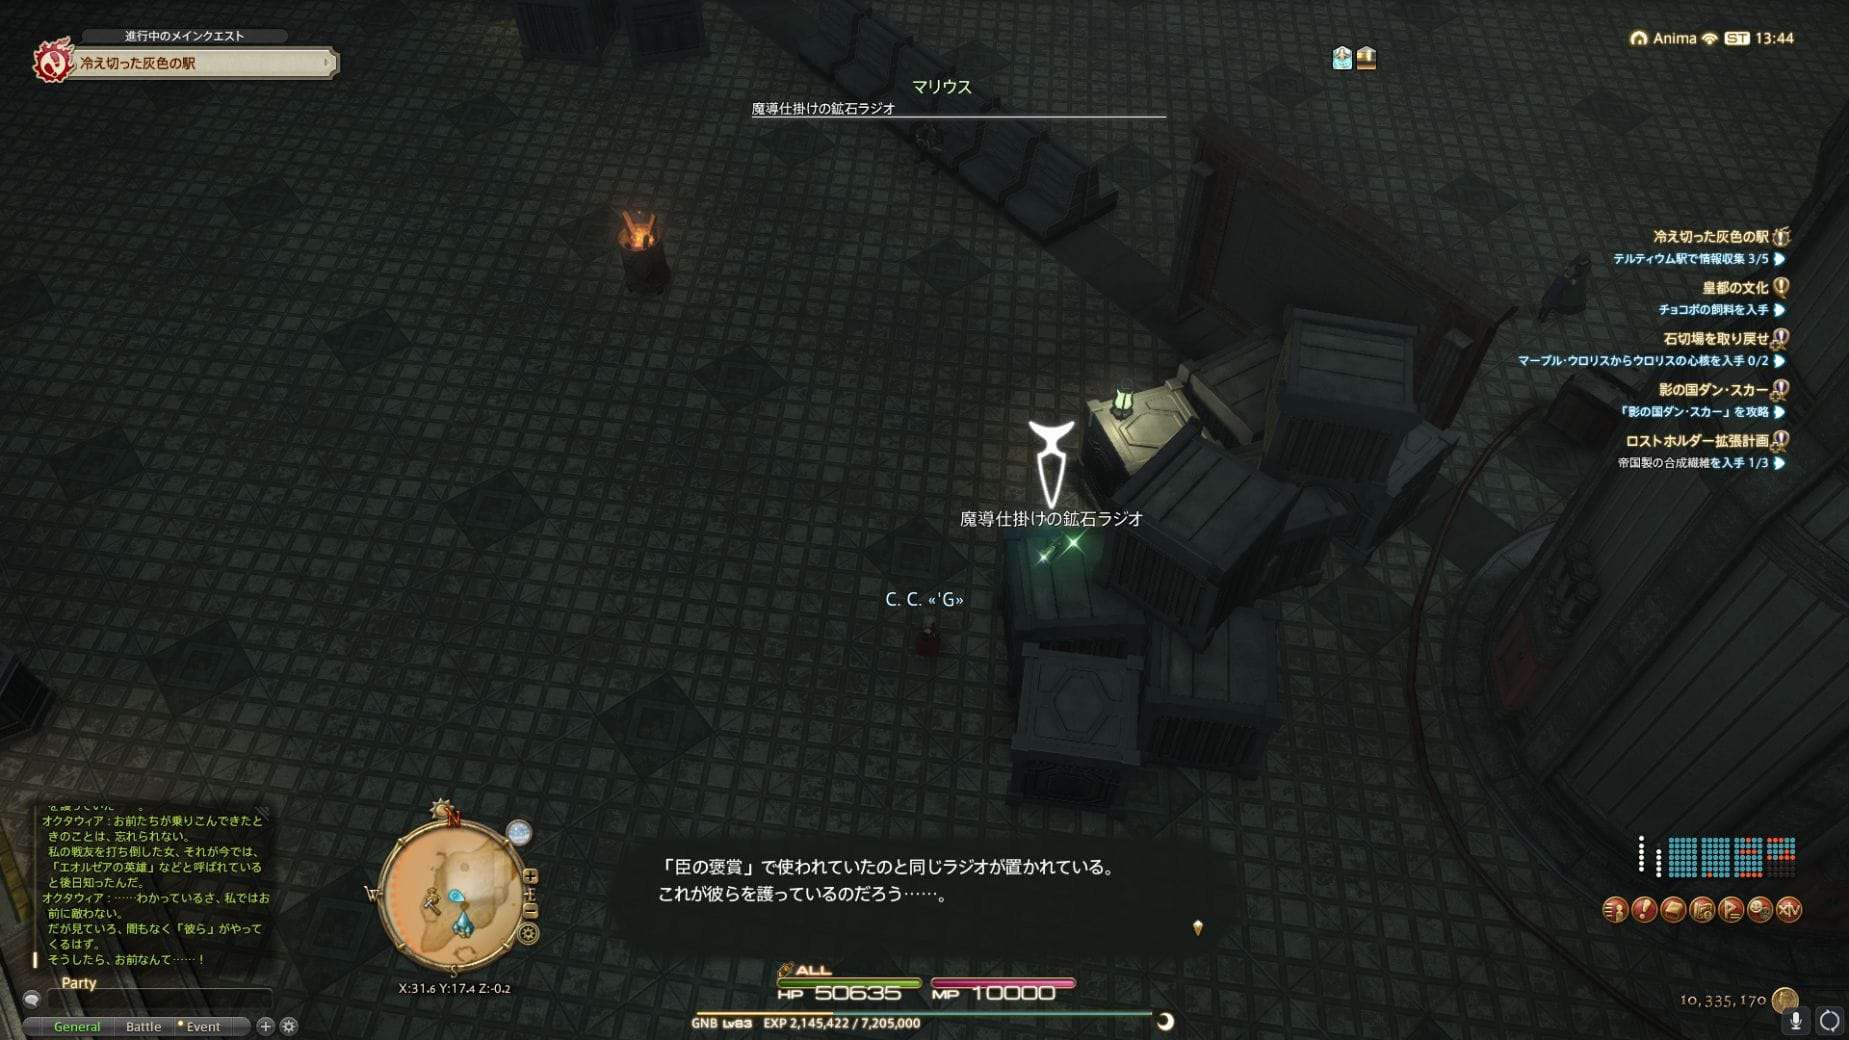 進行中のメインクエスト
冷え切った灰色の駅
マリウス
魔導仕掛けの鉱石ラジオ
Anima ST 13:44
冷え切った灰色の駅
テルティウム駅で情報収集 3/5
皇都の文化
チョコボの飼料を入手
石切場を取り戻せ
マーブル・ウロリスからウロリスの心核を入手 0/2
影の国ダン・スカー
「影の国ダン・スカー」を攻略
ロストホルダー拡張計画
帝国製の合成繊維を入手 1/3
魔導仕掛けの鉱石ラジオ
C. C. «'G»
オクタウィア：お前たちが乗りこんできたと
きのことは、忘れられない。
私の戦友を打ち倒した女、それが今では、
「エオルゼアの英雄」などと呼ばれている
と後日知ったんだ。
オクタウィア：……わかっているさ、私ではお
前に敵わない。
だが見ていろ、間もなく「彼ら」がやって
くるはず。
そうしたら、お前なんて……！
Party
General Battle Event
N
W
S
X:31.6 Y:17.4 Z:-0.2
「臣の褒賞」で使われていたのと同じラジオが置かれている。
これが彼らを護っているのだろう……。
ALL
HP 50635 MP 10000
GNB Lv83 EXP 2,145,422 / 7,205,000
XIV
10,335,170